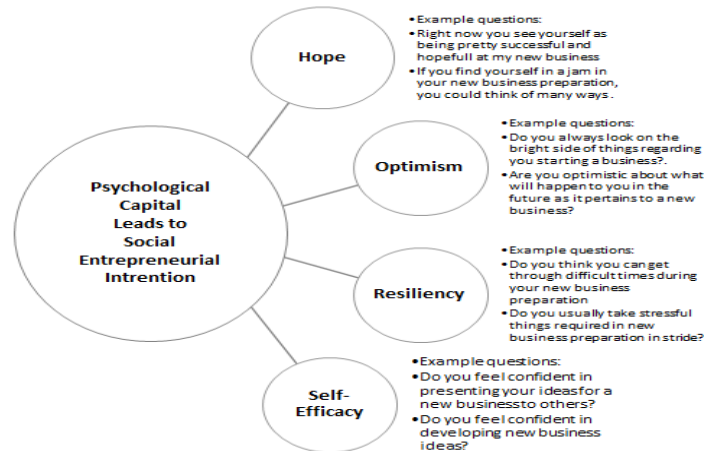 Psychological
Capital
Leads to
Social
Entrepreneurial
Intrention
Hope
•Example questions:
•Right now you see yourself as
being pretty successful and
hopefull at my new business
•If you find yourself in a jam in
your new business preparation,
you could think of many ways .
Optimism
•Example questions:
•Do you always look on the
bright side of things regarding
you starting a business?.
•Are you optimistic about what
will happen to you in the
future as it pertains to a new
business?
Resiliency
•Example questions:
•Do you think you can get
through difficult times during
your new business
preparation
•Do you usually take stressful
things required in new
business preparation in stride?
Self-
Efficacy
•Example questions:
•Do you feel confident in
presenting your ideas for a
new business to others?
•Do you feel confident in
developing new business
ideas?